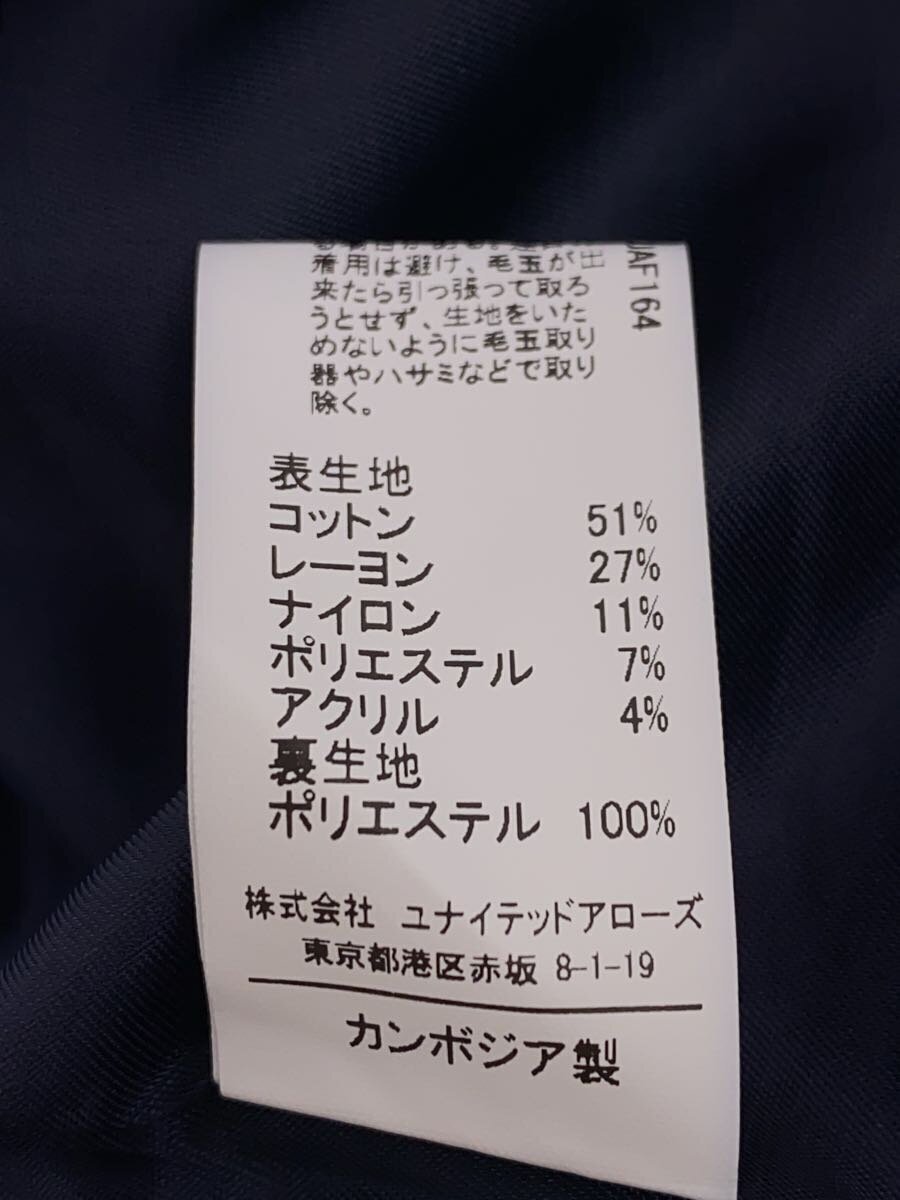 着用は避け、毛玉が出
来たら引っ張って取ろ
うとせず、生地をいた
めないように毛玉取り
器やハサミなどで取り
除く。
表生地
コットン 51%
レーヨン 27%
ナイロン 11%
ポリエステル 7%
アクリル 4%
裏生地
ポリエステル 100%
株式会社 ユナイテッドアローズ
東京都港区赤坂 8-1-19
カンボジア製
AF164